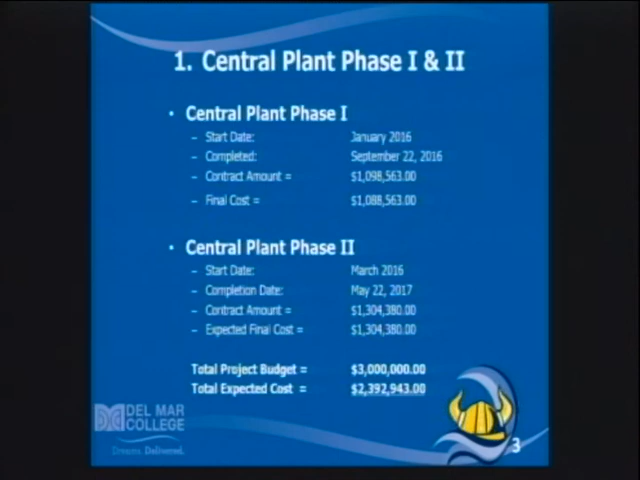 1. Central Plant Phase I & II
• Central Plant Phase I
– Start Date: January 2016
– Completed: September 22, 2016
– Contract Amount = $1,098,563.00
– Final Cost = $1,088,563.00
• Central Plant Phase II
– Start Date: March 2016
– Completion Date: May 22, 2017
– Contract Amount = $1,304,380.00
– Expected Final Cost = $1,304,380.00
Total Project Budget = $3,000,000.00
Total Expected Cost = $2,392,943.00
DEL MAR
COLLEGE
Dreams. Delivered.
3